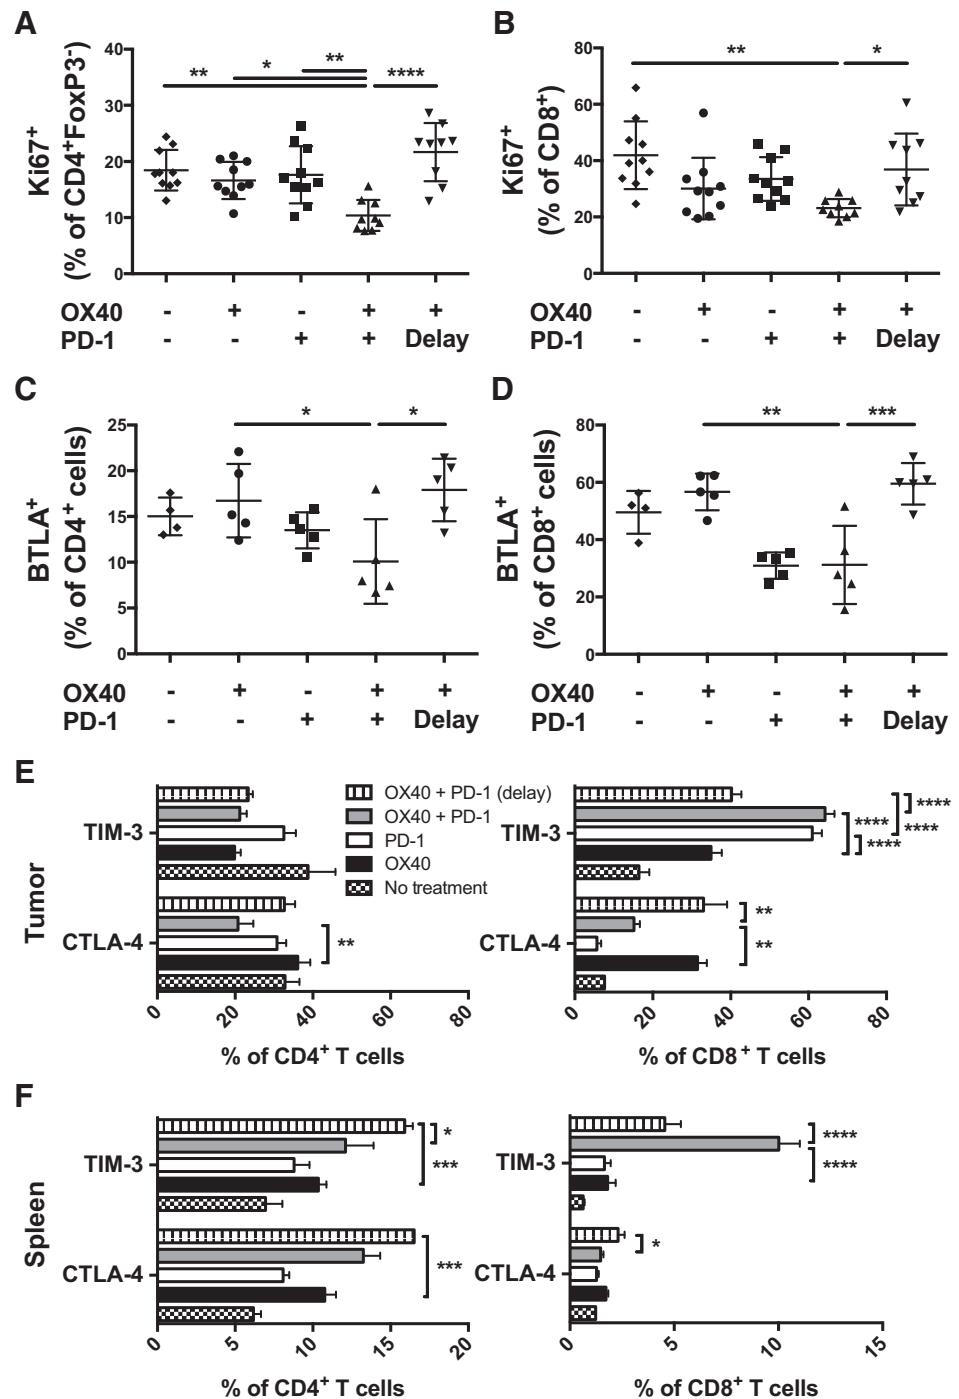 A
Ki67+
(% of CD4+FoxP3-)
40
30
20
10
0
** * ** ****
OX40 - + - + +
PD-1 - - + + Delay
B
Ki67+
(% of CD8+)
80
60
40
20
0
** *
OX40 - + - + +
PD-1 - - + + Delay
C
BTLA+
(% of CD4+ cells)
25
20
15
10
5
0
* *
OX40 - + - + +
PD-1 - - + + Delay
D
BTLA+
(% of CD8+ cells)
80
60
40
20
0
** ***
OX40 - + - + +
PD-1 - - + + Delay
E
Tumor
TIM-3
CTLA-4
**
0 20 40 60 80
% of CD4+ T cells
OX40 + PD-1 (delay)
OX40 + PD-1
PD-1
OX40
No treatment
TIM-3
CTLA-4
****
**** ****
****
**
**
0 20 40 60 80
% of CD8+ T cells
F
Spleen
TIM-3
CTLA-4
*
***
***
0 5 10 15 20
% of CD4+ T cells
TIM-3
CTLA-4
****
****
*
0 5 10 15
% of CD8+ T cells